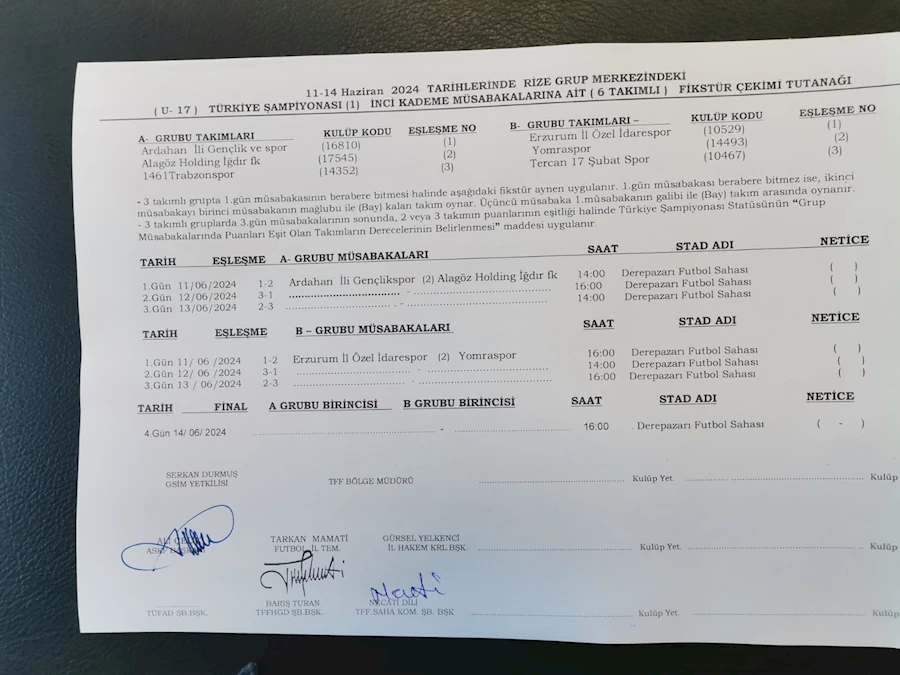 11-14 Haziran 2024 TARİHLERİNDE RİZE GRUP MERKEZİNDEKİ
( U- 17 ) TÜRKİYE ŞAMPİYONASI (1) İNCİ KADEME MÜSABAKALARINA AİT ( 6 TAKIMLI ) FİKSTÜR ÇEKİMİ TUTANAĞI
A- GRUBU TAKIMLARI KULÜP KODU EŞLEŞME NO B- GRUBU TAKIMLARI – KULÜP KODU EŞLEŞME NO
Ardahan İli Gençlik ve spor (16810) (1) Erzurum İl Özel İdarespor (10529) (1)
Alagöz Holding Iğdır fk (17545) (2) Yomraspor (14493) (2)
1461Trabzonspor (14352) (3) Tercan 17 Şubat Spor (10467) (3)
- 3 takımlı grupta 1.gün müsabakasının berabere bitmesi halinde aşağıdaki fikstür aynen uygulanır. 1.gün müsabakası berabere bitmez ise, ikinci
müsabakayı birinci müsabakanın mağlubu ile (Bay) kalan takım oynar. Üçüncü müsabaka 1.müsabakanın galibi ile (Bay) takım arasında oynanır.
- 3 takımlı gruplarda 3.gün müsabakalarının sonunda, 2 veya 3 takımın puanlarının eşitliği halinde Türkiye Şampiyonası Statüsünün “Grup
Müsabakalarında Puanları Eşit Olan Takımların Derecelerinin Belirlenmesi” maddesi uygulanır.
TARİH EŞLEŞME A- GRUBU MÜSABAKALARI SAAT STAD ADI NETİCE
1.Gün 11/06/2024 1-2 Ardahan İli Gençlikspor (2) Alagöz Holding Iğdır fk 14:00 Derepazarı Futbol Sahası ( )
2.Gün 12/06/2024 3-1 - 16:00 Derepazarı Futbol Sahası ( )
3.Gün 13/06/2024 2-3 - 14:00 Derepazarı Futbol Sahası ( )
TARİH EŞLEŞME B – GRUBU MÜSABAKALARI SAAT STAD ADI NETİCE
1.Gün 11/ 06 /2024 1-2 Erzurum İl Özel İdarespor (2) Yomraspor 16:00 Derepazarı Futbol Sahası ( )
2.Gün 12/ 06 /2024 3-1 - 14:00 Derepazarı Futbol Sahası ( )
3.Gün 13 / 06 /2024 2-3 - 16:00 Derepazarı Futbol Sahası ( )
TARİH FİNAL A GRUBU BİRİNCİSİ B GRUBU BİRİNCİSİ SAAT STAD ADI NETİCE
4.Gün 14/ 06/ 2024 - 16:00 . Derepazarı Futbol Sahası ( - )
SERKAN DURMUŞ
GSİM YETKİLİSİ TFF BÖLGE MÜDÜRÜ Kulüp Yet. Kulüp
TARKAN MAMATİ GÜRSEL YELKENCİ
FUTBOL İL TEM. İL HAKEM KRL.BŞK. Kulüp Yet. Kulüp
BARIŞ TURAN NECATİ DİLİ
TÜFAD ŞB.BŞK. TFFHGD ŞB.BŞK. TFF.SAHA KOM. ŞB. BŞK Kulüp Yet. Kulüp